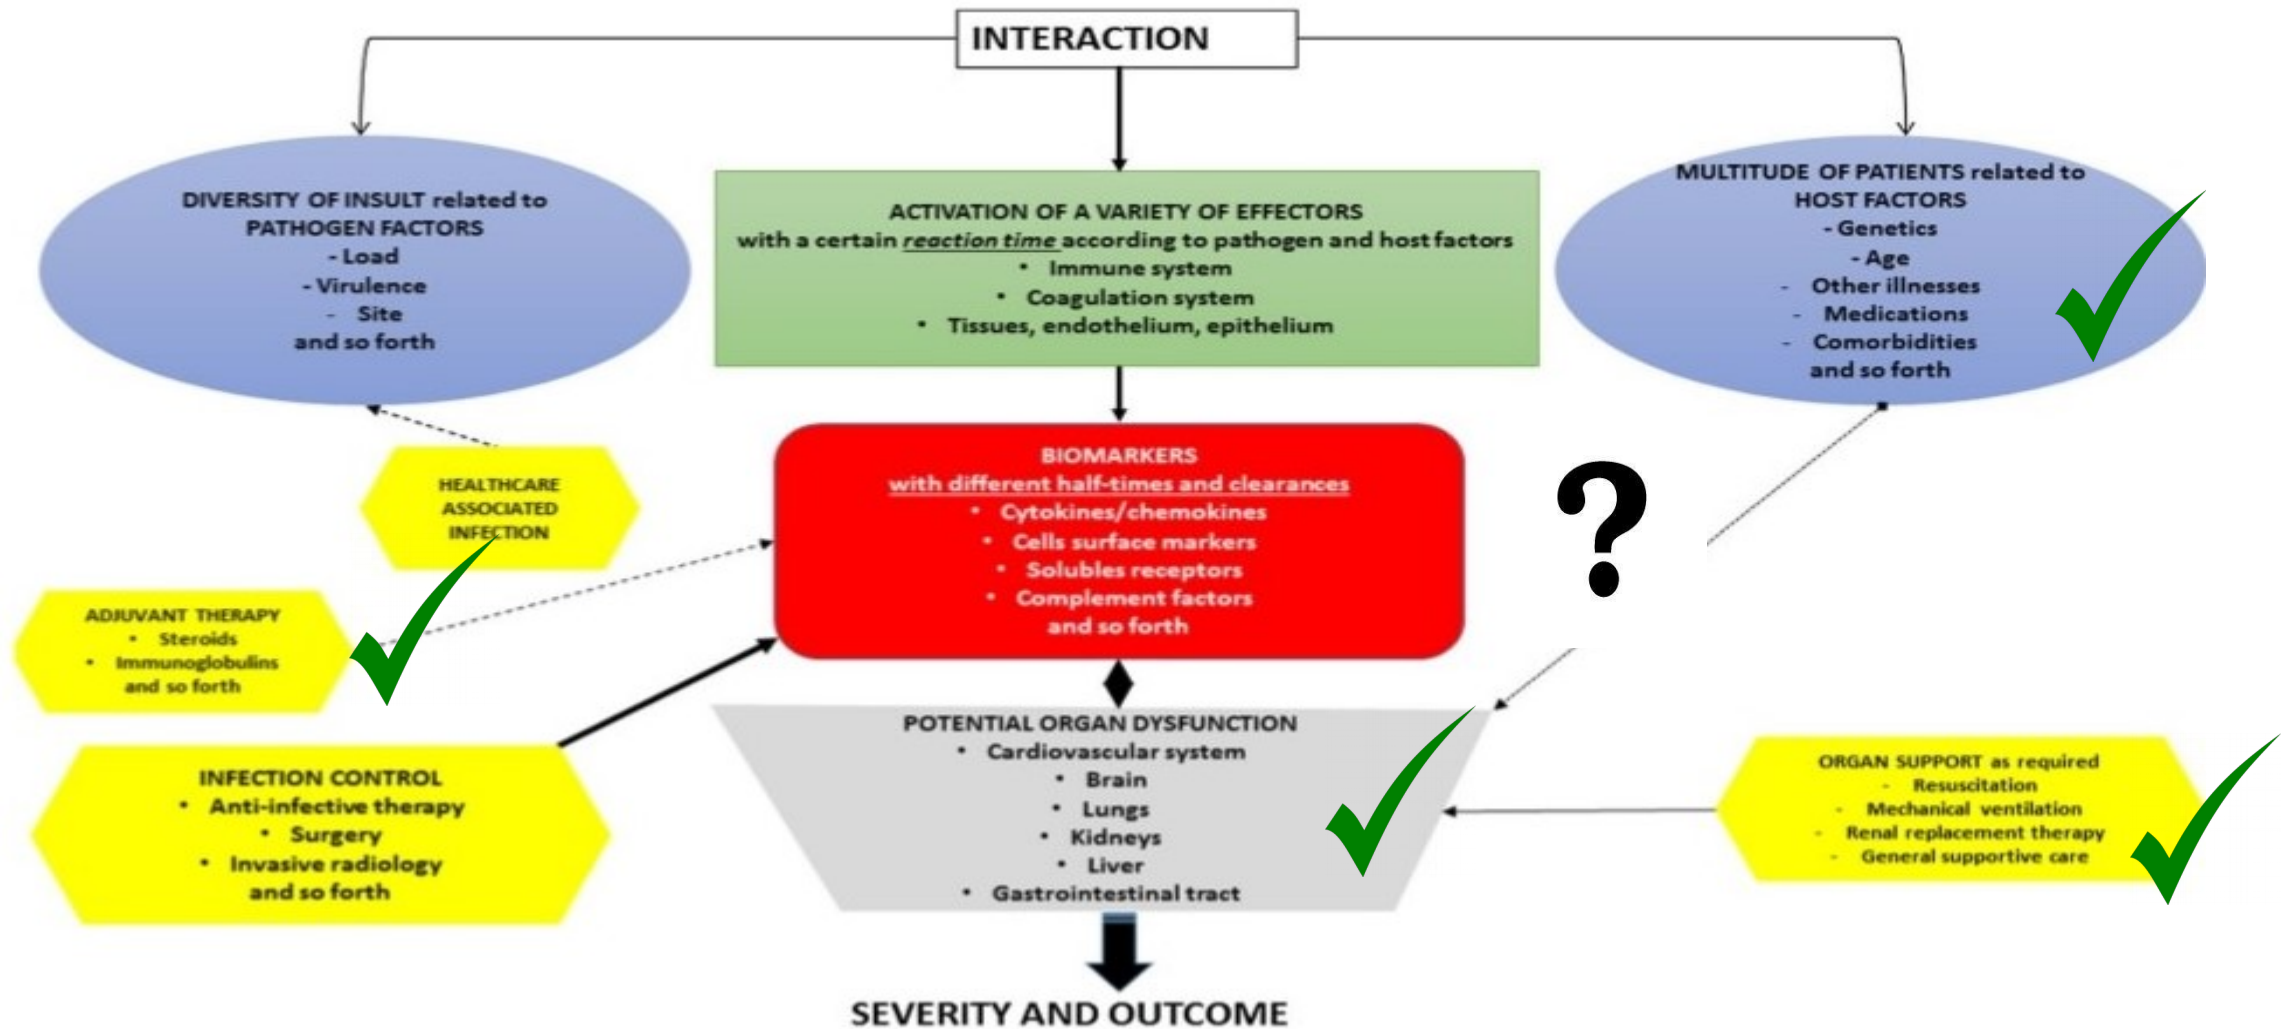 INTERACTION
DIVERSITY OF INSULT related to
PATHOGEN FACTORS
- Load
- Virulence
- Site
and so forth
ACTIVATION OF A VARIETY OF EFFECTORS
with a certain reaction time according to pathogen and host factors
• Immune system
• Coagulation system
• Tissues, endothelium, epithelium
MULTITUDE OF PATIENTS related to
HOST FACTORS
- Genetics
- Age
- Other illnesses
- Medications
- Comorbidities
and so forth
HEALTHCARE
ASSOCIATED
INFECTION
BIOMARKERS
with different half-times and clearances
• Cytokines/chemokines
• Cells surface markers
• Solubles receptors
• Complement factors
and so forth
?
ADJUVANT THERAPY
• Steroids
• Immunoglobulins
and so forth
INFECTION CONTROL
• Anti-infective therapy
• Surgery
• Invasive radiology
and so forth
POTENTIAL ORGAN DYSFUNCTION
• Cardiovascular system
• Brain
• Lungs
• Kidneys
• Liver
• Gastrointestinal tract
ORGAN SUPPORT as required
- Resuscitation
- Mechanical ventilation
- Renal replacement therapy
- General supportive care
SEVERITY AND OUTCOME